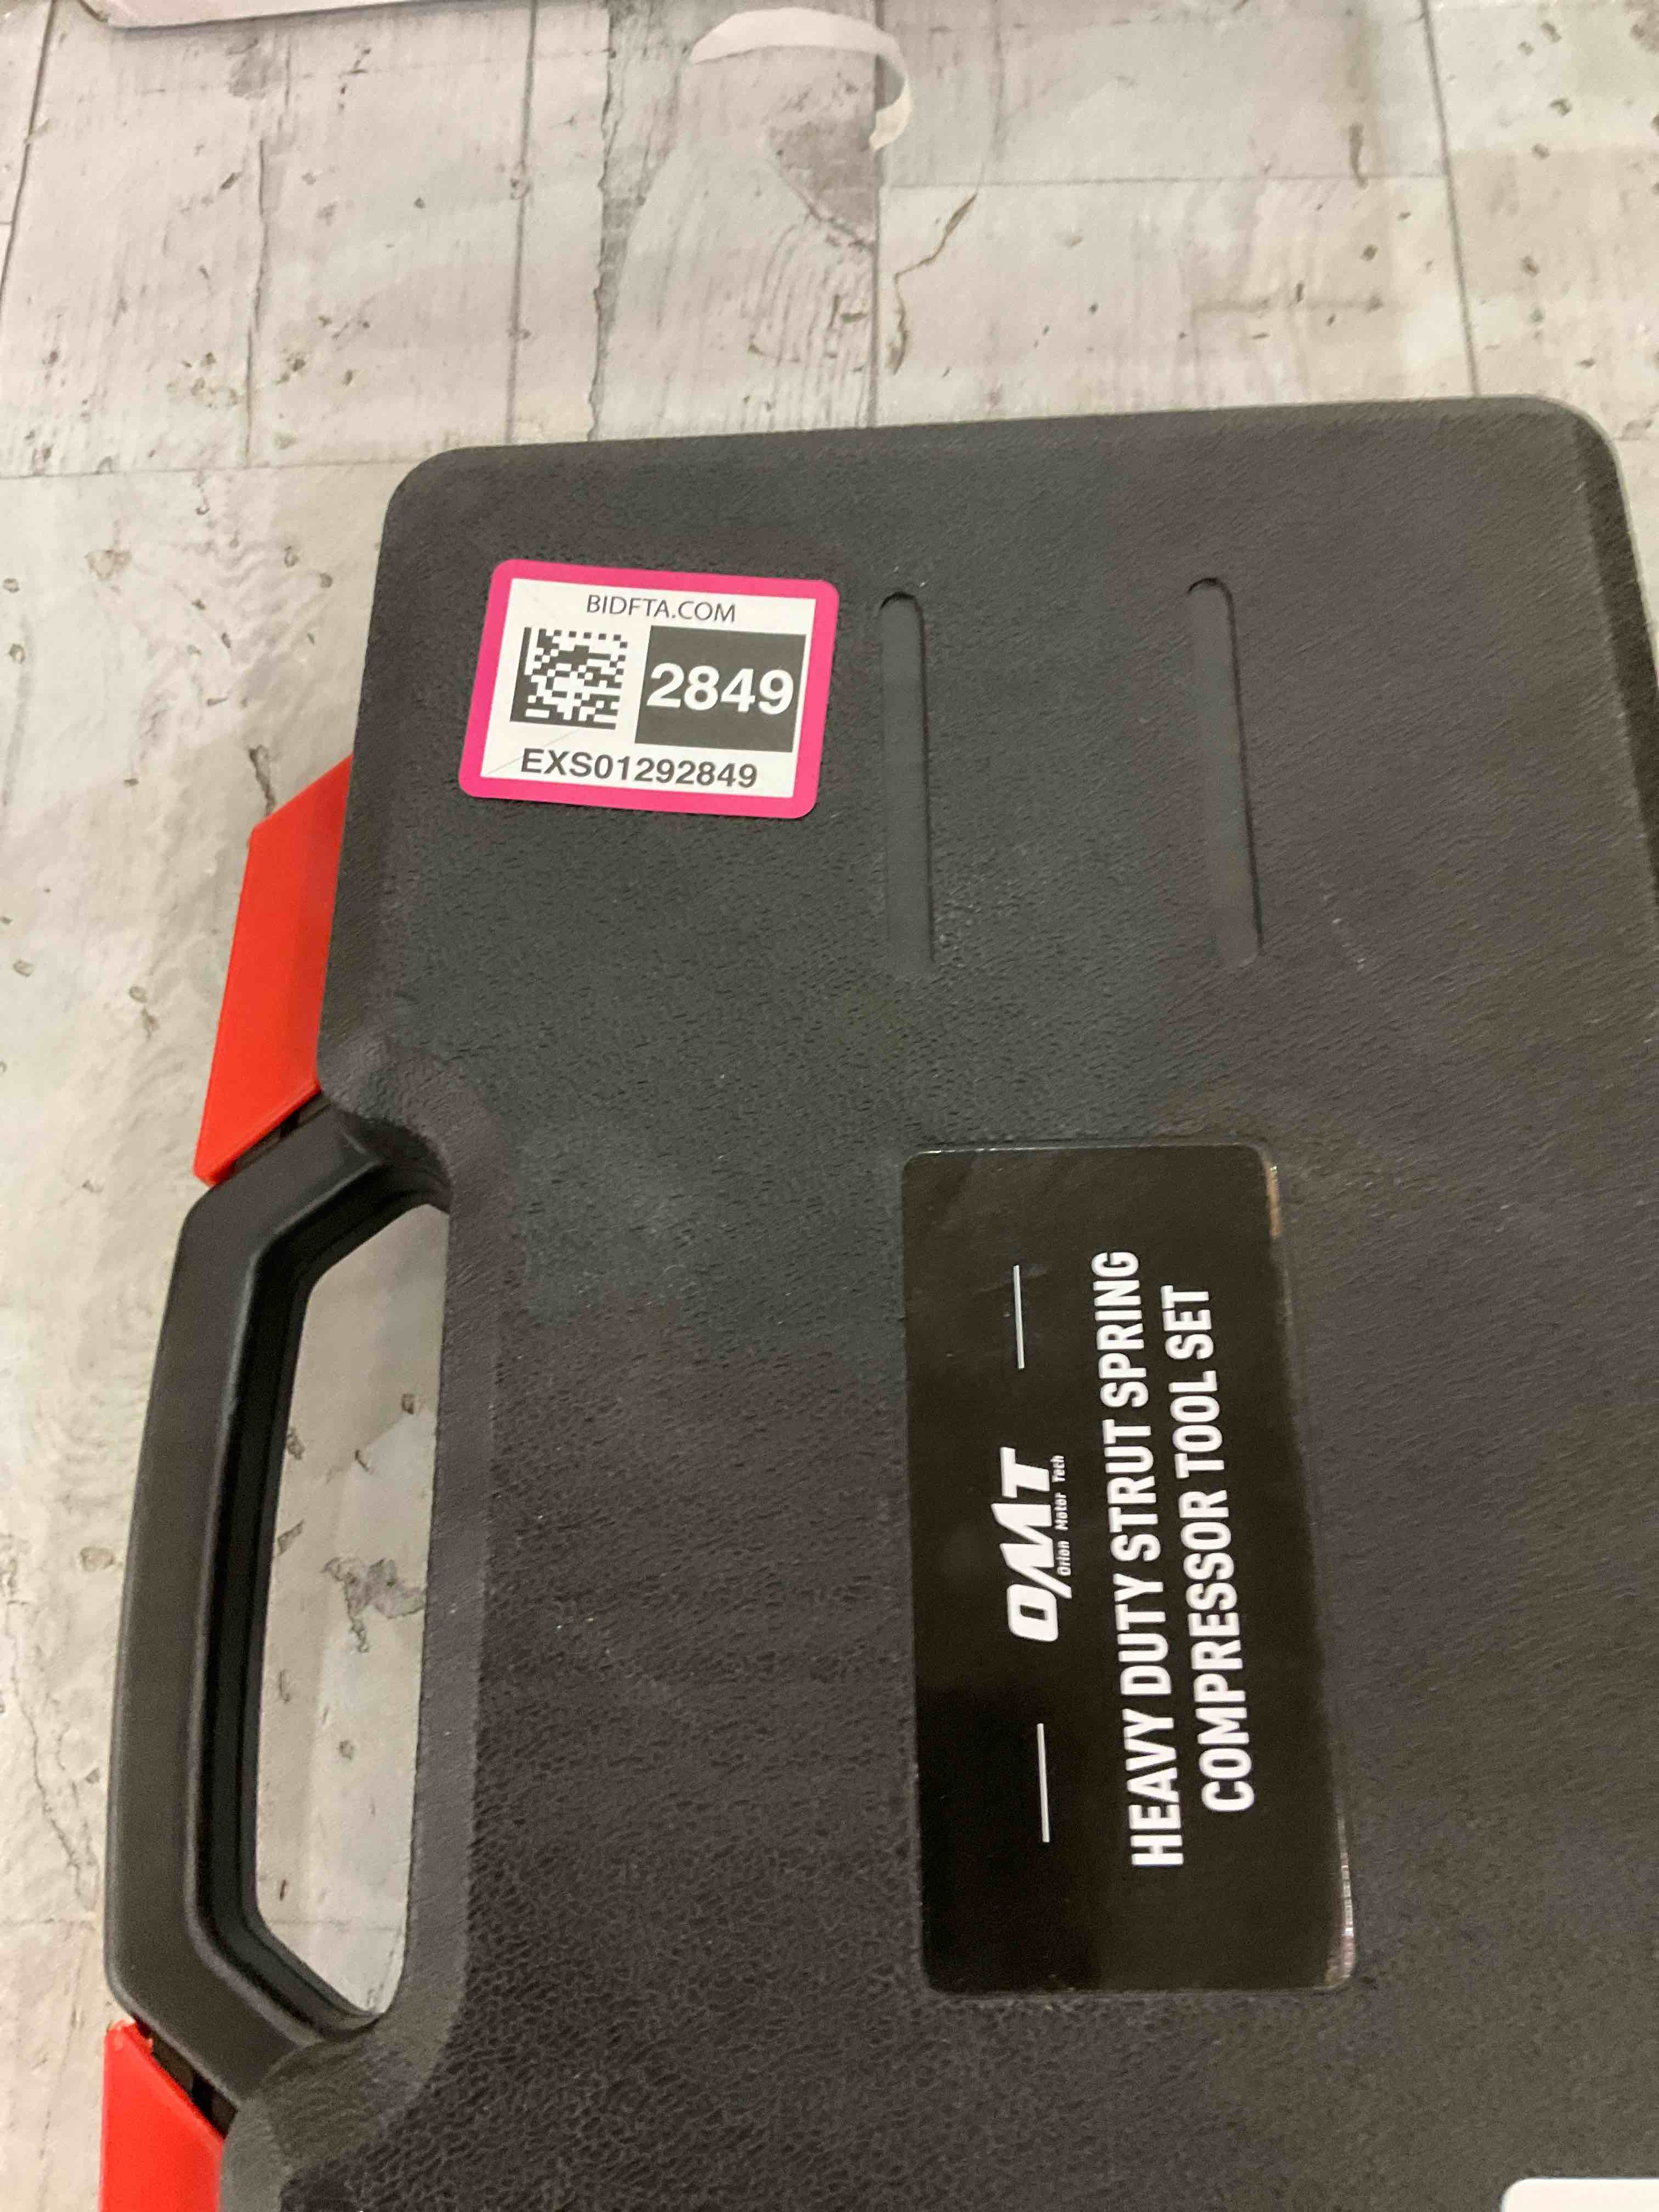 BIDFTA.COM
2849
EXS01292849
OMT
Orion Motor Tech
HEAVY DUTY STRUT SPRING
COMPRESSOR TOOL SET